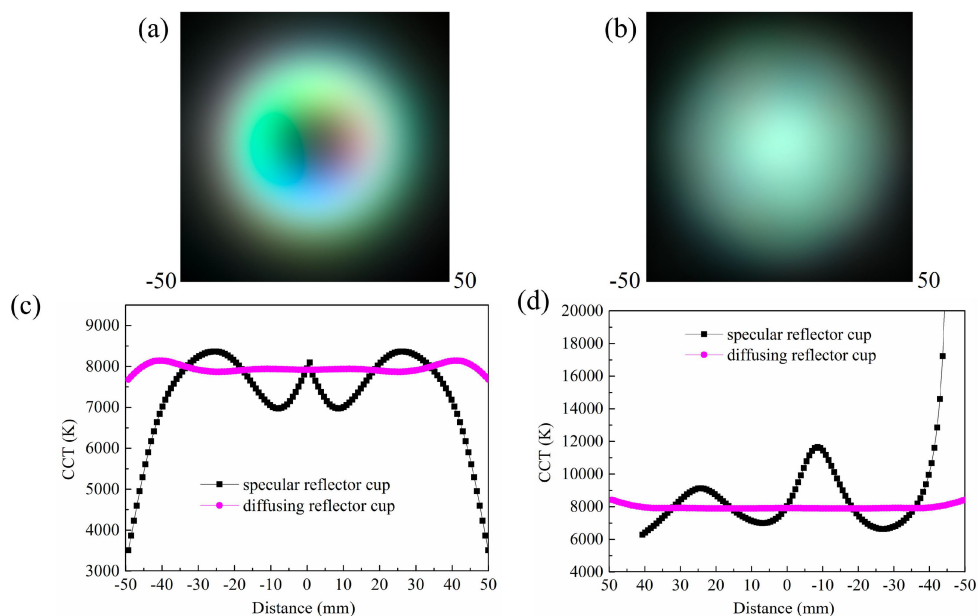 (a)
(b)
-50 50
-50 50
(c)
9000
8000
7000
6000
5000
4000
3000
CCT (K)
specular reflector cup
diffusing reflector cup
-50 -40 -30 -20 -10 0 10 20 30 40 50
Distance (mm)
(d)
20000
18000
16000
14000
12000
10000
8000
6000
4000
CCT (K)
specular reflector cup
diffusing reflector cup
50 40 30 20 10 0 -10 -20 -30 -40 -50
Distance (mm)